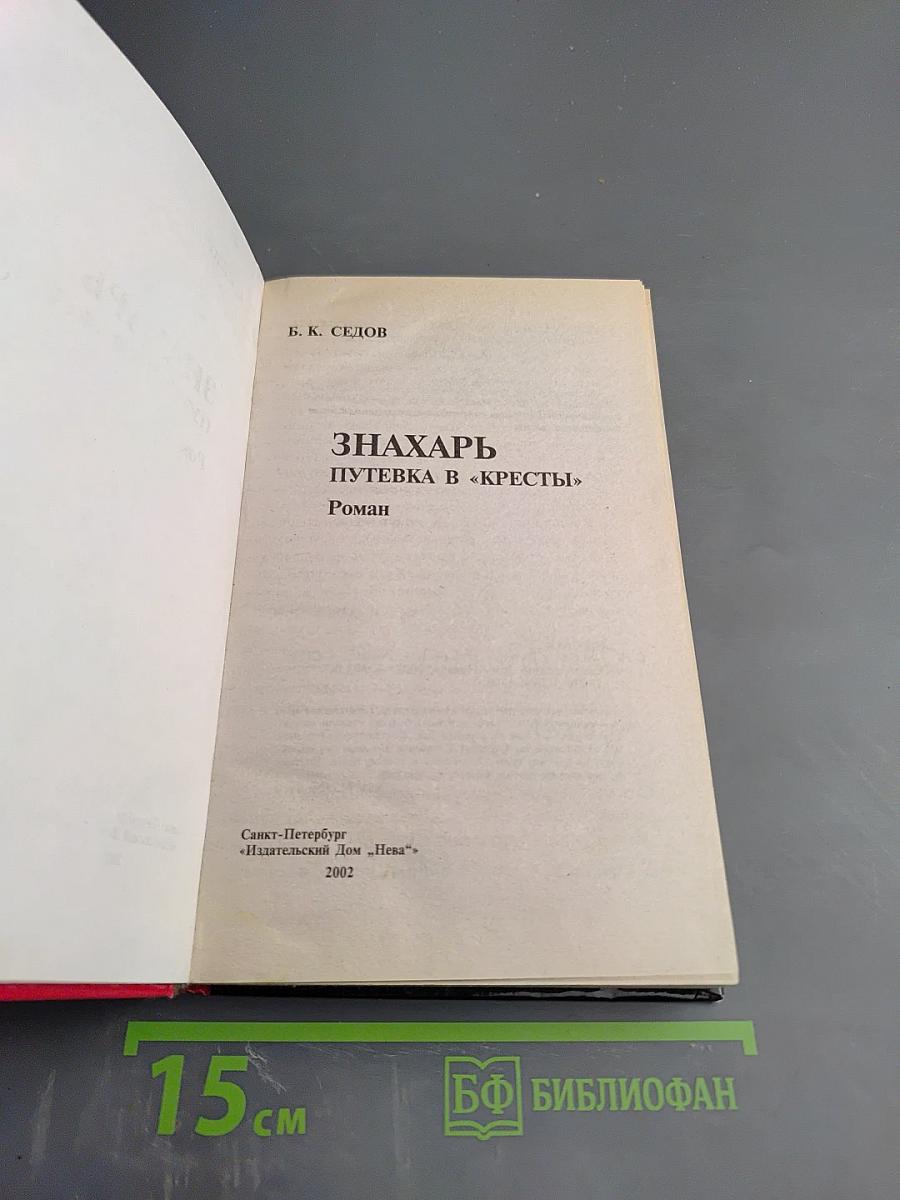 Б. К. СЕДОВ
ЗНАХАРЬ
ПУТЕВКА В «КРЕСТЫ»
Роман
Санкт-Петербург
«Издательский Дом „Нева“»
2002
15 см
БФ БИБЛИОФАН